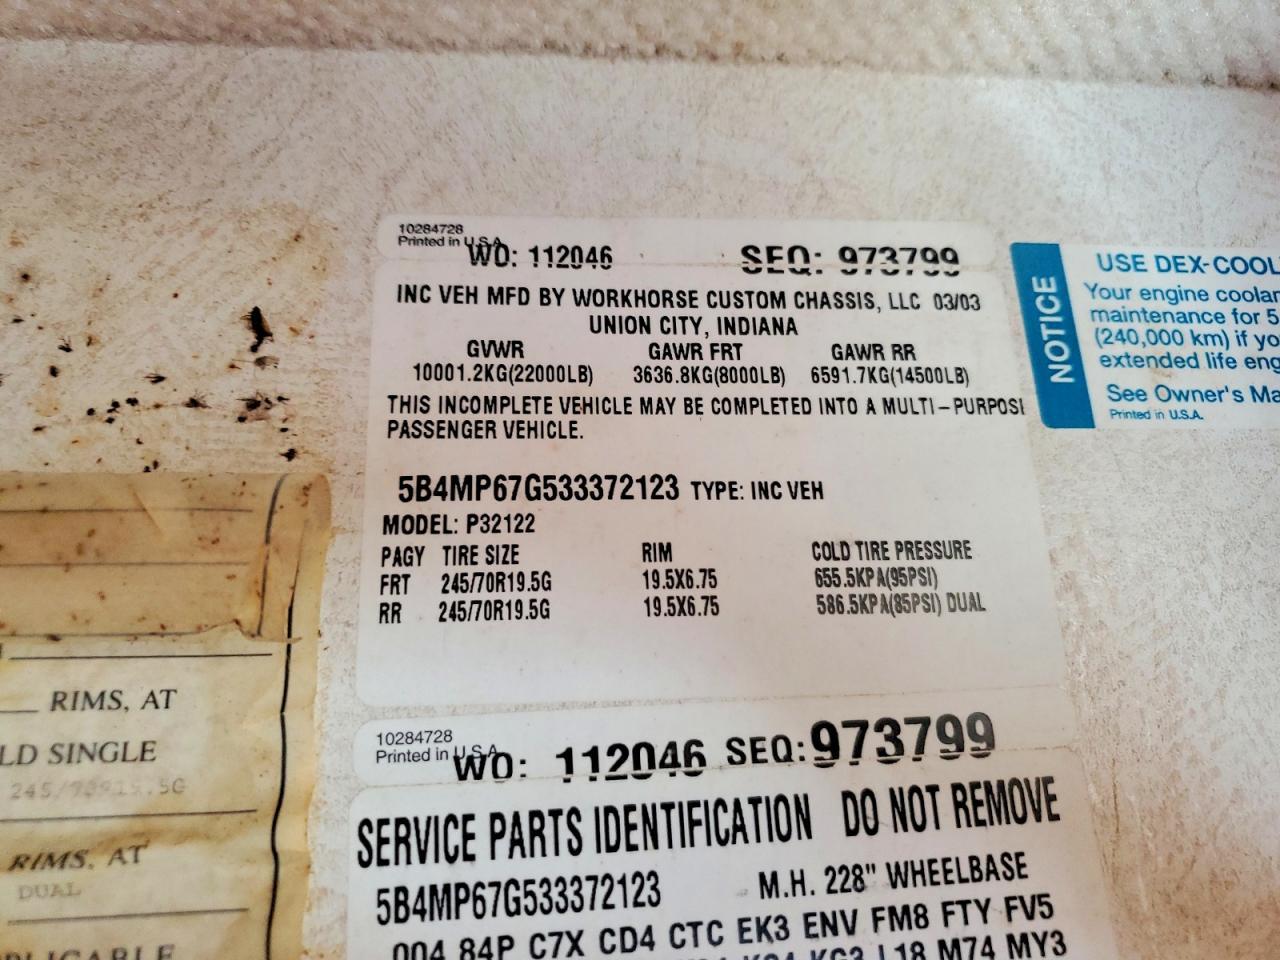 10284728
Printed in U.S.A.
WO: 112046 SEQ: 973799
INC VEH MFD BY WORKHORSE CUSTOM CHASSIS, LLC 03/03
UNION CITY, INDIANA
GVWR GAWR FRT GAWR RR
10001.2KG(22000LB) 3636.8KG(8000LB) 6591.7KG(14500LB)
THIS INCOMPLETE VEHICLE MAY BE COMPLETED INTO A MULTI-PURPOSE
PASSENGER VEHICLE.
5B4MP67G533372123 TYPE: INC VEH
MODEL: P32122
PAGY TIRE SIZE RIM COLD TIRE PRESSURE
FRT 245/70R19.5G 19.5X6.75 655.5KPA(95PSI)
RR 245/70R19.5G 19.5X6.75 586.5KPA(85PSI) DUAL
NOTICE
USE DEX-COOL
Your engine coolan
maintenance for 5
(240,000 km) if yo
extended life eng
See Owner's Ma
Printed in U.S.A.
RIMS, AT
LD SINGLE
RIMS, AT
DUAL
PLICABLE
10284728
Printed in U.S.A.
WO: 112046 SEQ: 973799
SERVICE PARTS IDENTIFICATION DO NOT REMOVE
5B4MP67G533372123 M.H. 228" WHEELBASE
004 84P C7X CD4 CTC EK3 ENV FM8 FTY FV5
KG3 L18 M74 MY3